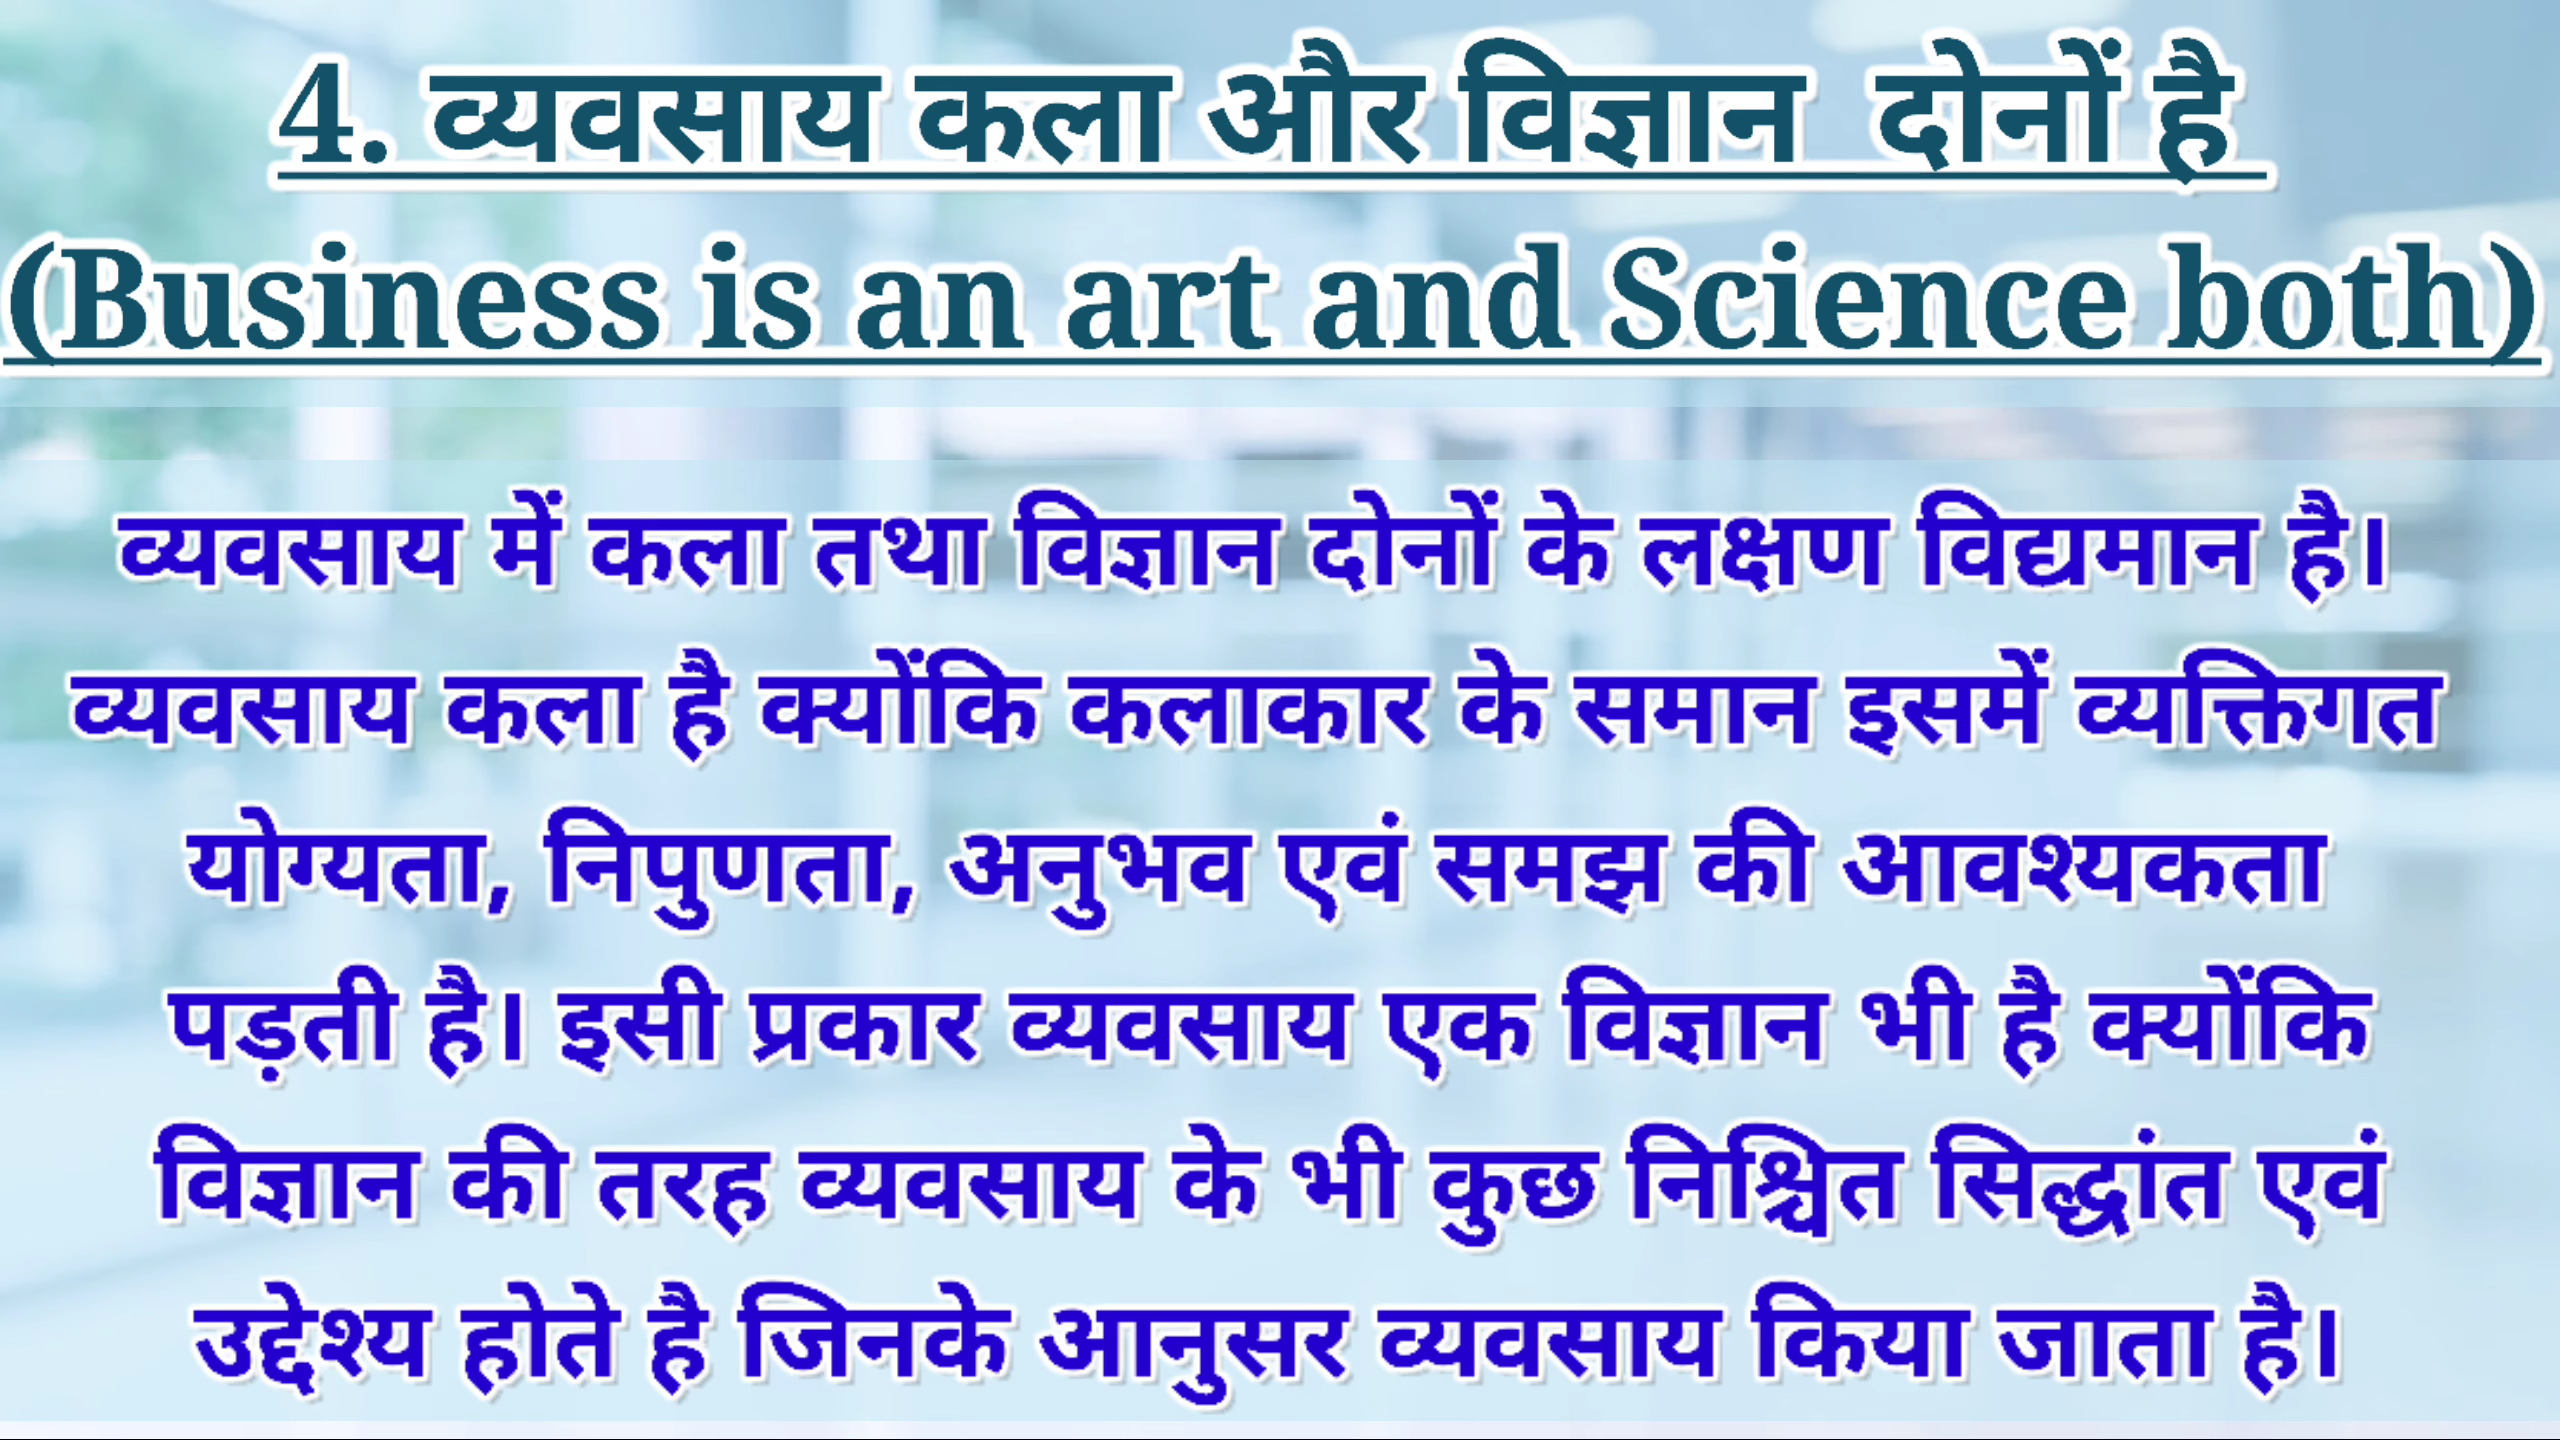 4. व्यवसाय कला और विज्ञान दोनों है
(Business is an art and Science both)
व्यवसाय में कला तथा विज्ञान दोनों के लक्षण विद्यमान है।
व्यवसाय कला है क्योंकि कलाकार के समान इसमें व्यक्तिगत
योग्यता, निपुणता, अनुभव एवं समझ की आवश्यकता
पड़ती है। इसी प्रकार व्यवसाय एक विज्ञान भी है क्योंकि
विज्ञान की तरह व्यवसाय के भी कुछ निश्चित सिद्धांत एवं
उद्देश्य होते है जिनके आनुसर व्यवसाय किया जाता है।